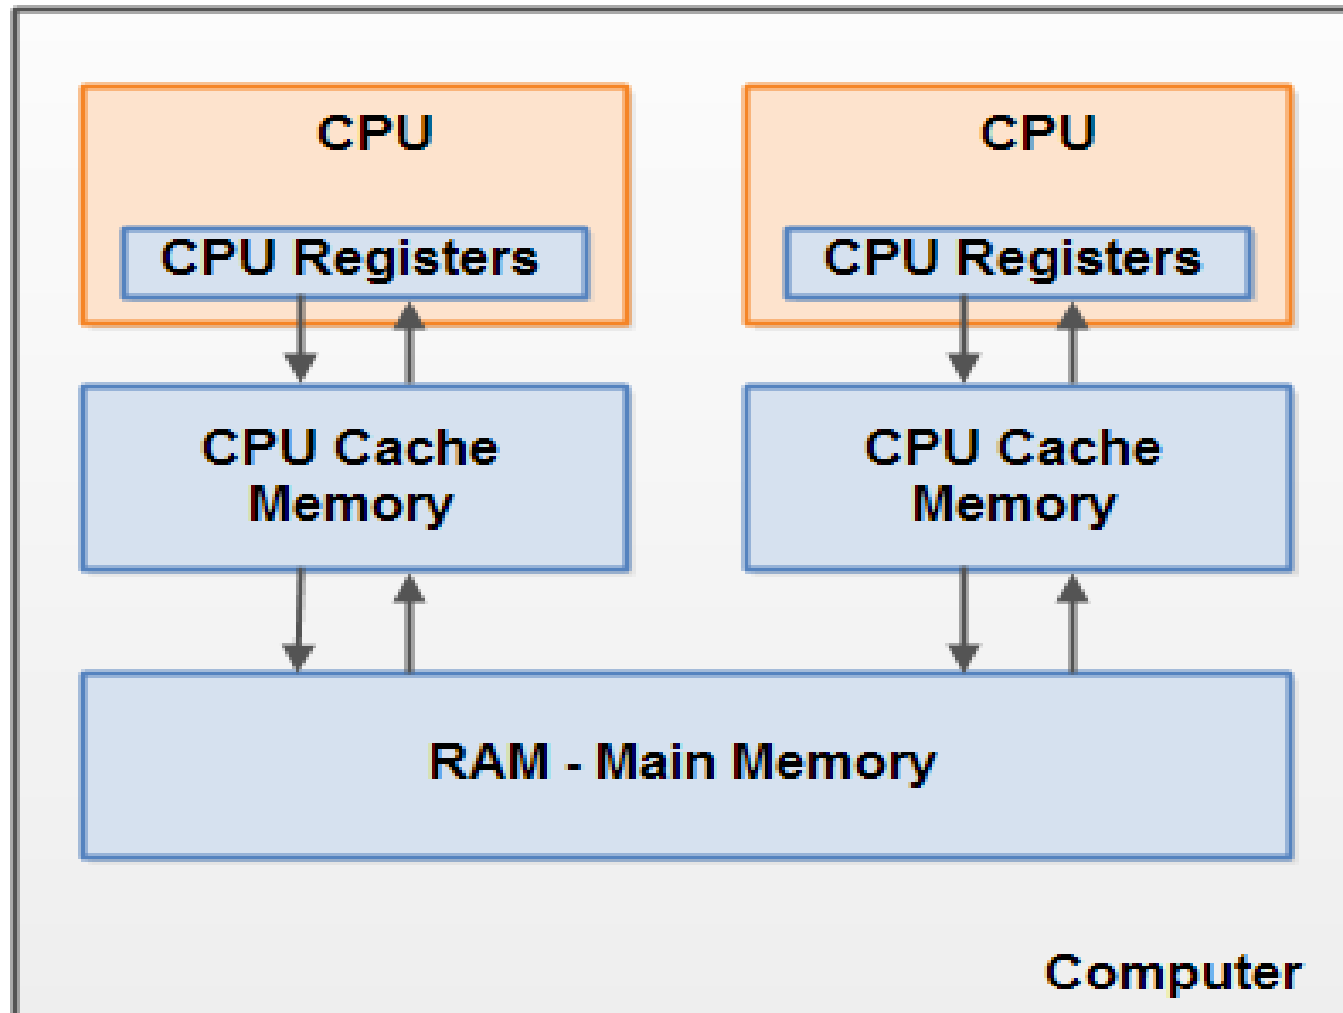 CPU
CPU
CPU Registers
CPU Registers
CPU Cache
Memory
CPU Cache
Memory
RAM - Main Memory
Computer